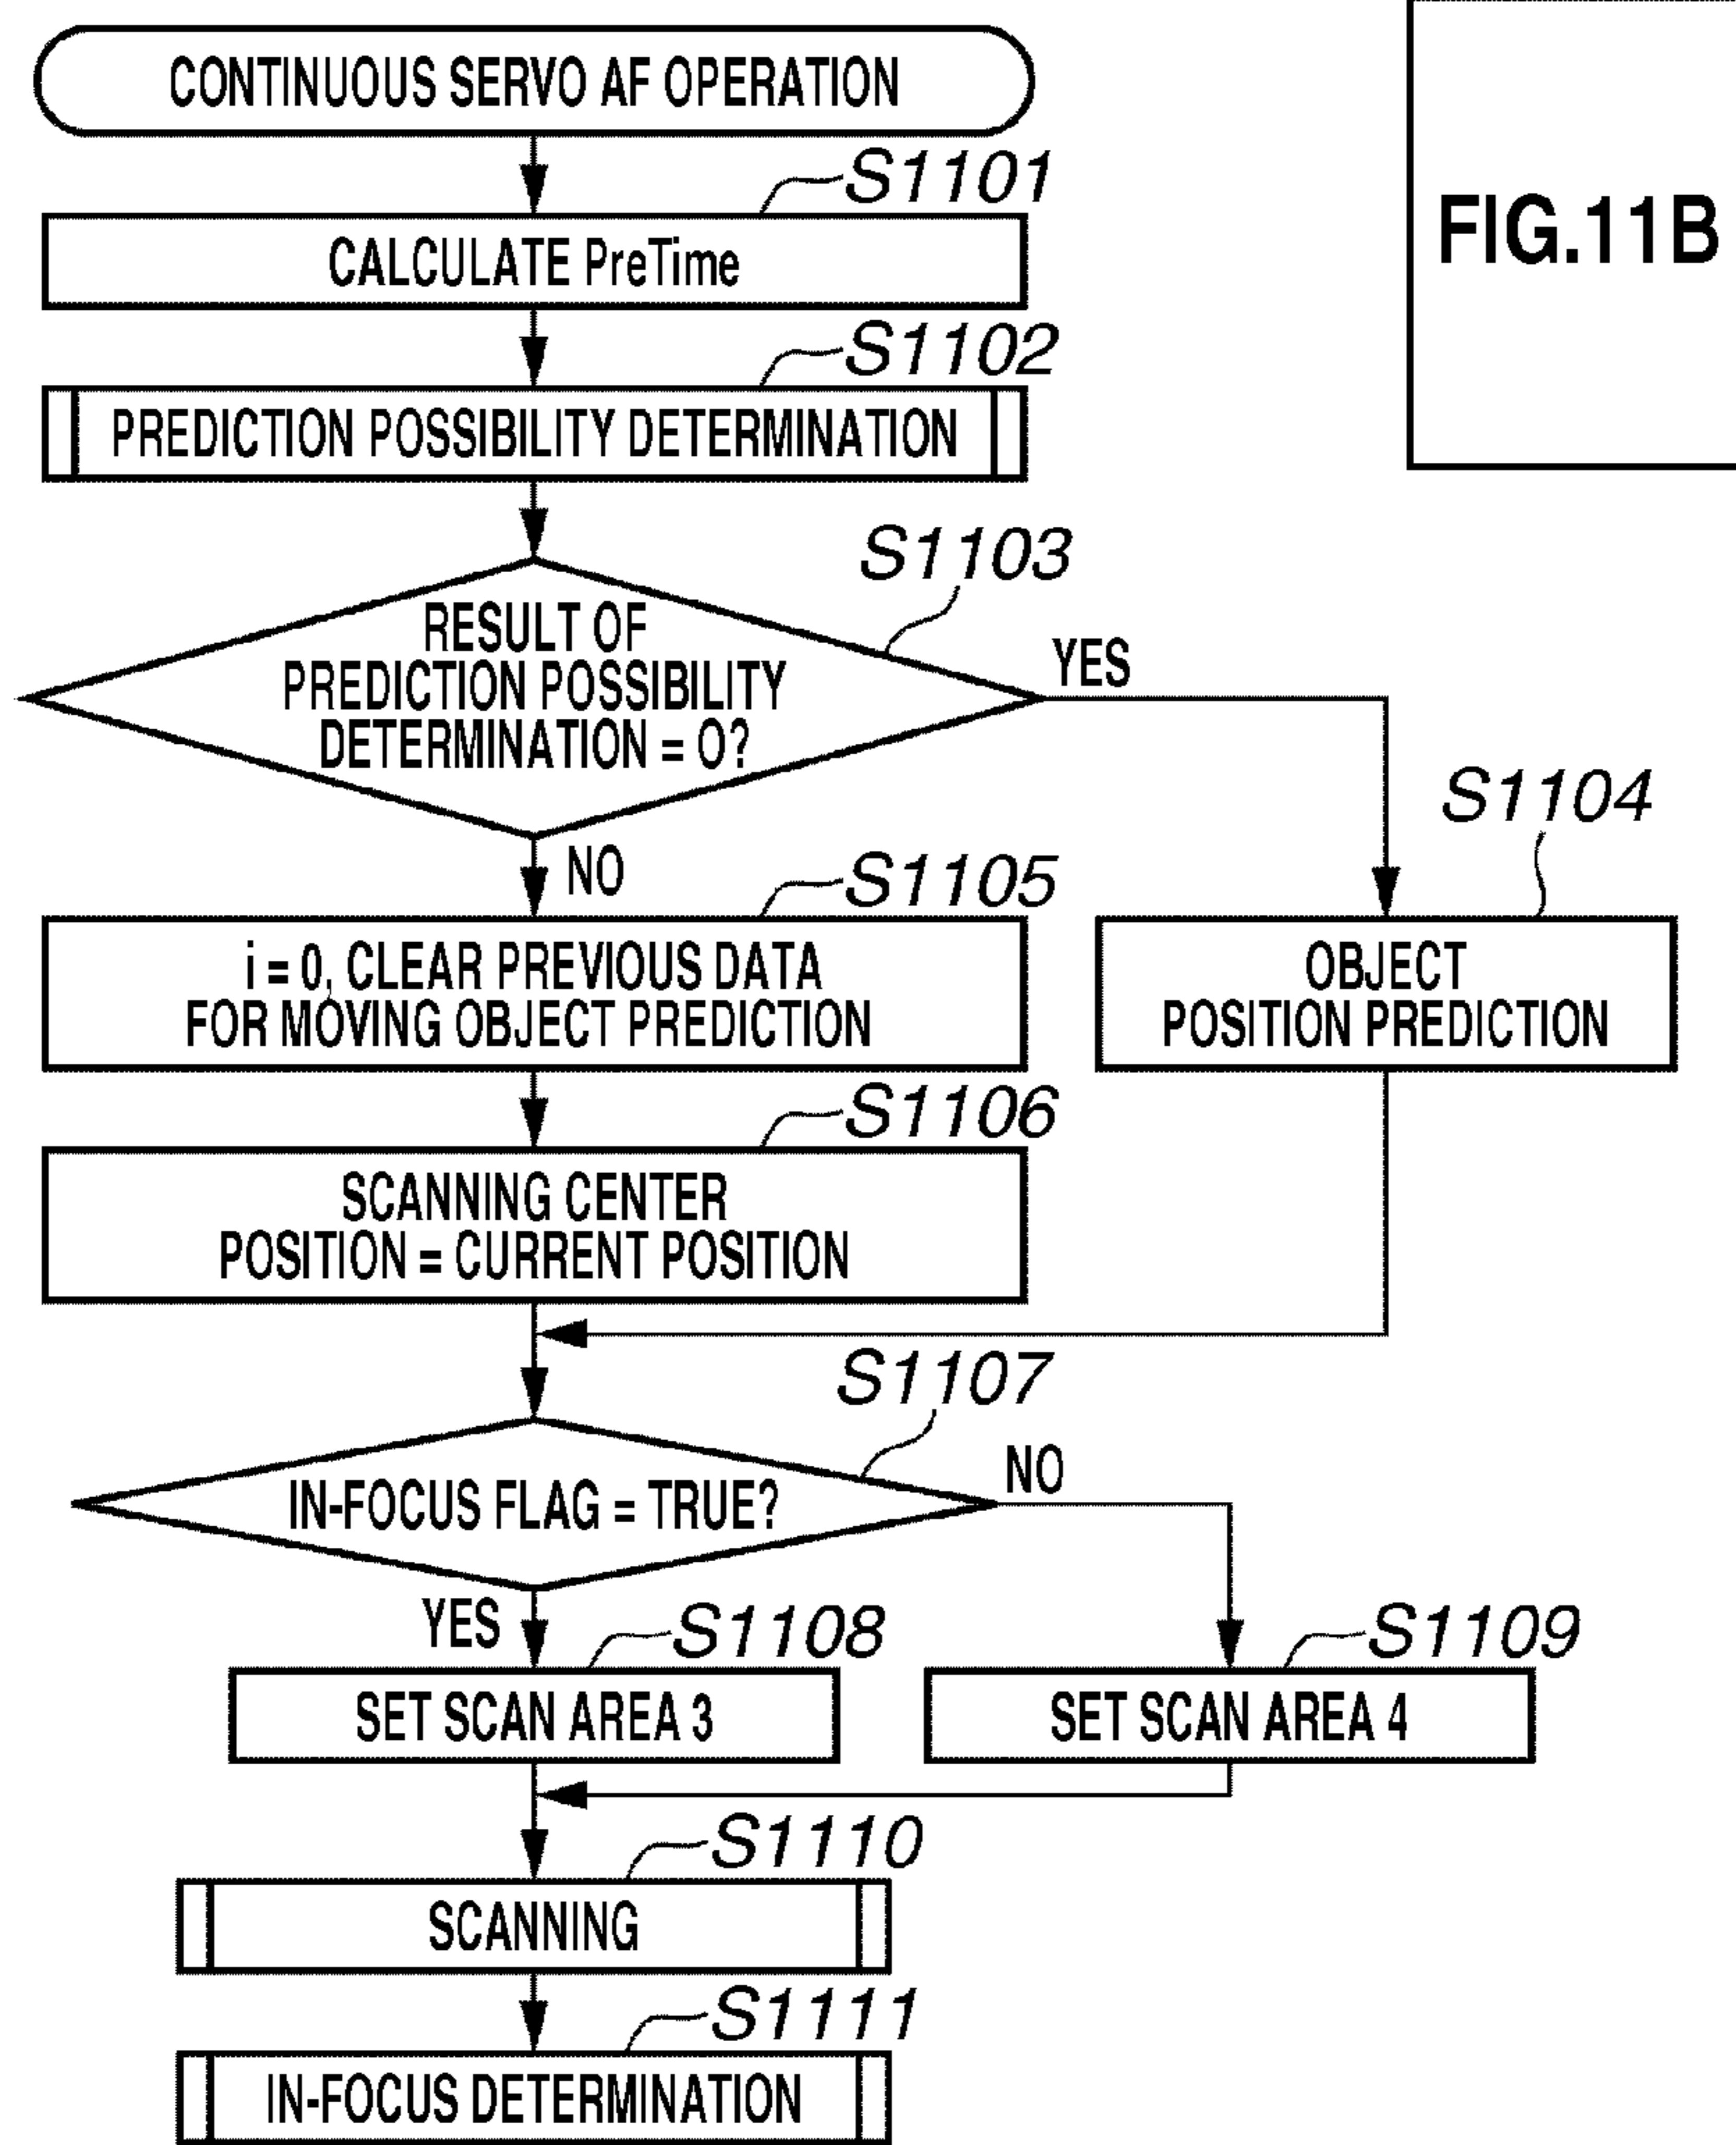 CONTINUOUS SERVO AF OPERATION
S1101
CALCULATE PreTime
S1102
PREDICTION POSSIBILITY DETERMINATION
S1103
RESULT OF
PREDICTION POSSIBILITY
DETERMINATION = O?
YES
NO
S1104
OBJECT
POSITION PREDICTION
S1105
i = 0, CLEAR PREVIOUS DATA
FOR MOVING OBJECT PREDICTION
S1106
SCANNING CENTER
POSITION = CURRENT POSITION
S1107
IN-FOCUS FLAG = TRUE?
NO
YES
S1108
SET SCAN AREA 3
S1109
SET SCAN AREA 4
S1110
SCANNING
S1111
IN-FOCUS DETERMINATION
FIG.11B